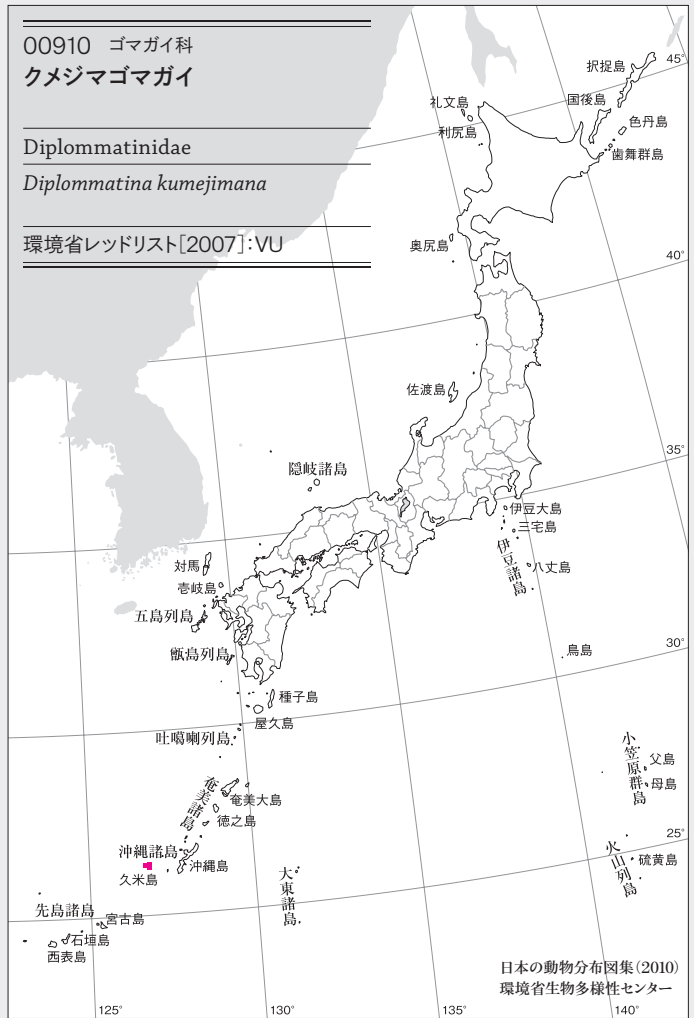 00910 ゴマガイ科
クメジマゴマガイ
Diplommatinidae
Diplommatina kumejimana
環境省レッドリスト[2007]:VU
択捉島
45°
国後島
礼文島
色丹島
利尻島
歯舞群島
奥尻島
40°
佐渡島
35°
隠岐諸島
伊豆大島
三宅島
伊豆諸島
八丈島
対馬
壱岐島
五島列島
甑島列島
鳥島
30°
種子島
屋久島
吐噶喇列島
小笠原群島
父島
母島
奄美諸島
奄美大島
徳之島
25°
沖縄諸島
沖縄島
久米島
火山列島
硫黄島
大東諸島
先島諸島
宮古島
石垣島
西表島
日本の動物分布図集(2010)
環境省生物多様性センター
125°
130°
135°
140°